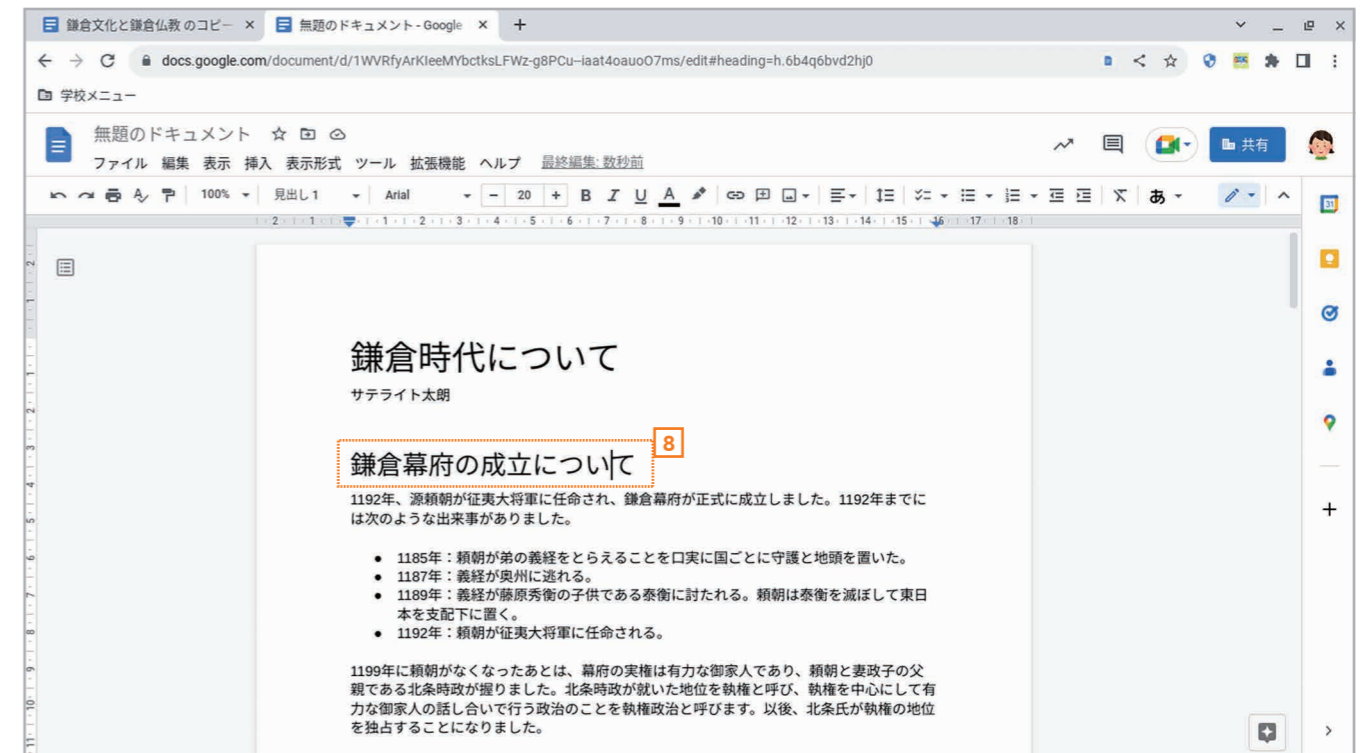 鎌倉文化と鎌倉仏教 のコピー
無題のドキュメント - Google
docs.google.com/document/d/1WVRfyArKIeeMYbctksLFWz-g8PCu--iaat4oauoO7ms/edit#heading=h.6b4q6bvd2hj0
学校メニュー
無題のドキュメント
ファイル 編集 表示 挿入 表示形式 ツール 拡張機能 ヘルプ 最終編集: 数秒前
共有
100% 見出し 1 Arial - 20 + B I U A あ
31
2 1 1 2 3 4 5 6 7 8 9 10 11 12 13 14 15 16 17 18
鎌倉時代について
サテライト太朗
8
鎌倉幕府の成立について
1192年、源頼朝が征夷大将軍に任命され、鎌倉幕府が正式に成立しました。1192年までに
は次のような出来事がありました。
● 1185年：頼朝が弟の義経をとらえることを口実に国ごとに守護と地頭を置いた。
● 1187年：義経が奥州に逃れる。
● 1189年：義経が藤原秀衡の子供である泰衡に討たれる。頼朝は泰衡を滅ぼして東日
本を支配下に置く。
● 1192年：頼朝が征夷大将軍に任命される。
1199年に頼朝がなくなったあとは、幕府の実権は有力な御家人であり、頼朝と妻政子の父
親である北条時政が握りました。北条時政が就いた地位を執権と呼び、執権を中心にして有
力な御家人の話し合いで行う政治のことを執権政治と呼びます。以後、北条氏が執権の地位
を独占することになりました。